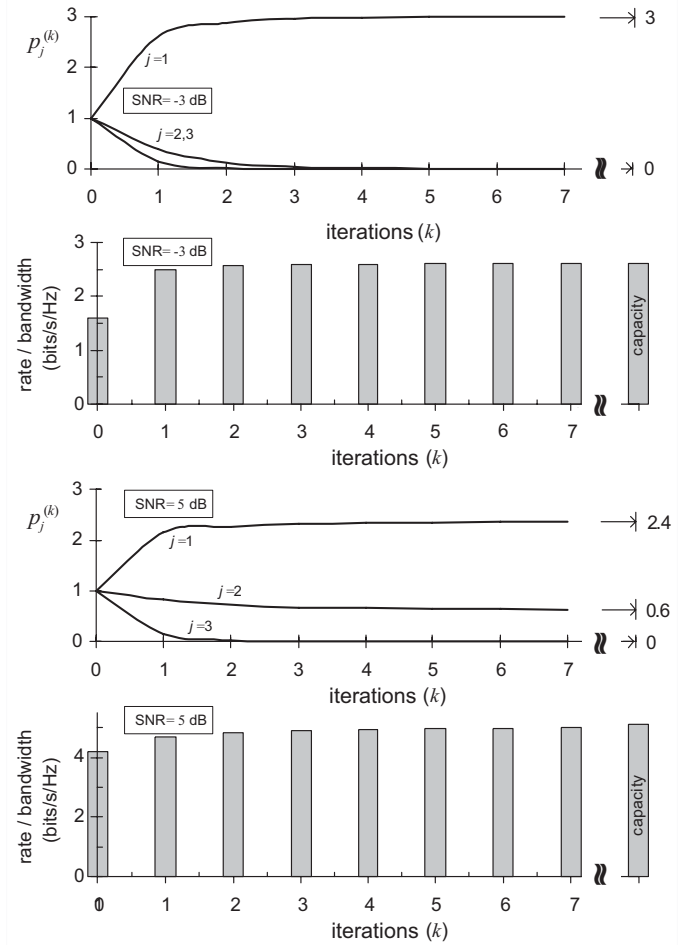 3
3
p_j^(k)
j=1
2
SNR= -3 dB
1
j=2,3
0
0
0 1 2 3 4 5 6 7
iterations (k)
3
SNR= -3 dB
rate / bandwidth
(bits/s/Hz)
2
1
capacity
0
0 1 2 3 4 5 6 7
iterations (k)
3
SNR= 5 dB
p_j^(k)
2.4
2
j=1
1
j=2
0.6
j=3
0
0
0 1 2 3 4 5 6 7
iterations (k)
SNR= 5 dB
rate / bandwidth
(bits/s/Hz)
4
2
capacity
0
1 2 3 4 5 6 7
iterations (k)